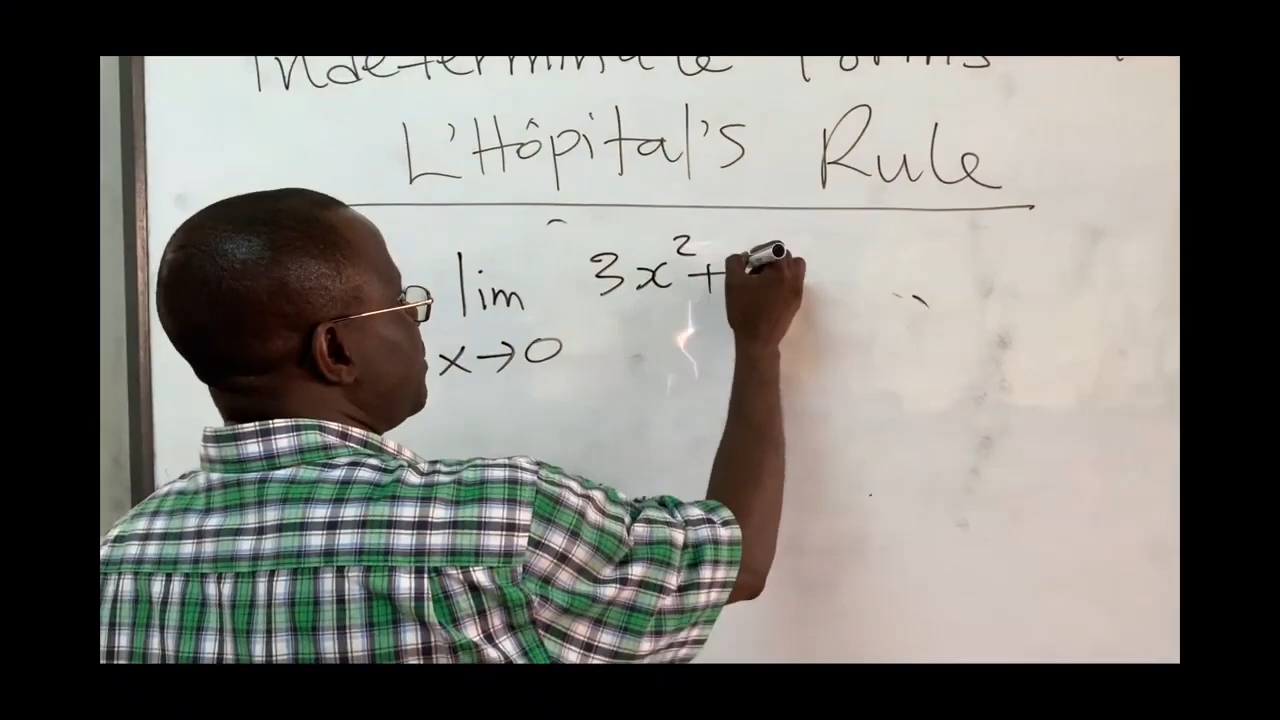 Indeterminate Forms
L'Hôpital's Rule
lim 3x²+
x→0